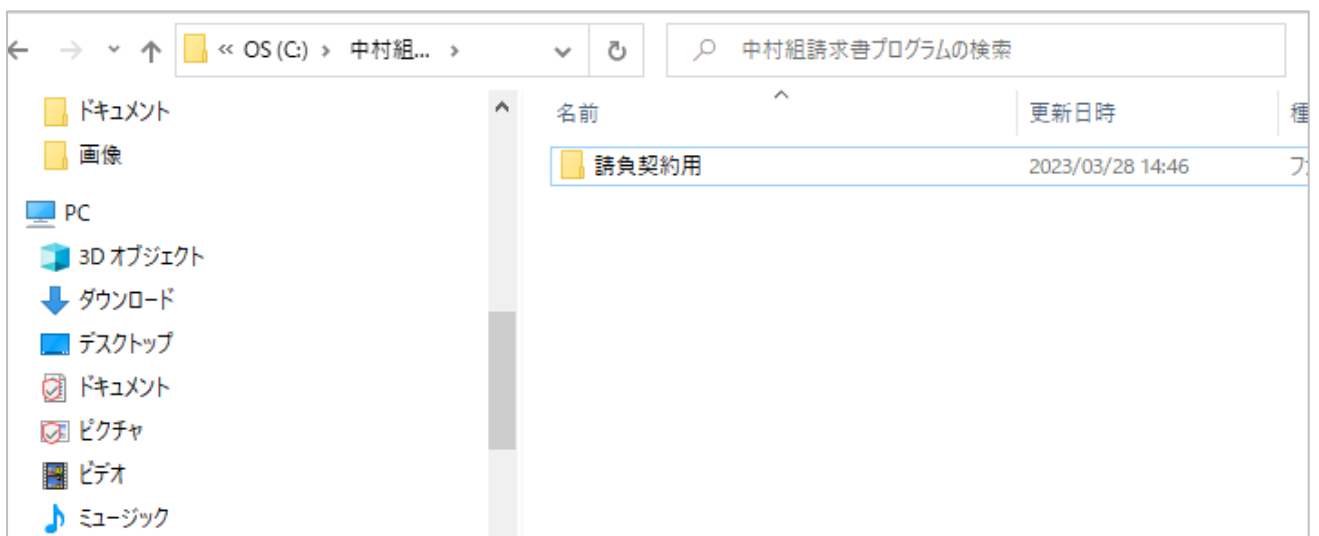 « OS (C:) › 中村組... ›
中村組請求書プログラムの検索
ドキュメント
画像
PC
3D オブジェクト
ダウンロード
デスクトップ
ドキュメント
ピクチャ
ビデオ
ミュージック
名前 更新日時 種
請負契約用 2023/03/28 14:46 ファ